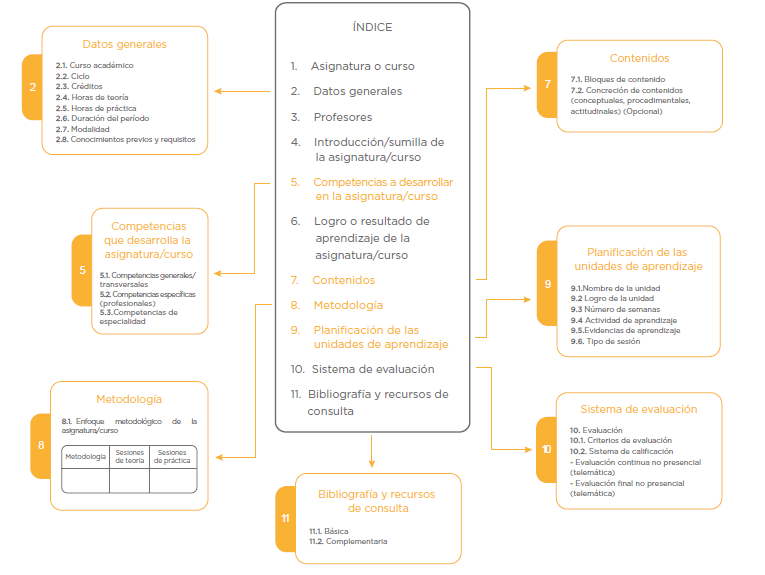 ÍNDICE
1. Asignatura o curso
2. Datos generales
3. Profesores
4. Introducción/sumilla de
la asignatura/curso
5. Competencias a desarrollar
en la asignatura/curso
6. Logro o resultado de
aprendizaje de la
asignatura/curso
7. Contenidos
8. Metodología
9. Planificación de las
unidades de aprendizaje
10. Sistema de evaluación
11. Bibliografía y recursos de
consulta
2
Datos generales
2.1. Curso académico
2.2. Ciclo
2.3. Créditos
2.4. Horas de teoría
2.5. Horas de práctica
2.6. Duración del período
2.7. Modalidad
2.8. Conocimientos previos y requisitos
5
Competencias
que desarrolla la
asignatura/curso
5.1. Competencias generales/
transversales
5.2. Competencias específicas
(profesionales)
5.3.Competencias de
especialidad
8
Metodología
8.1. Enfoque metodológico de la
asignatura/curso
Metodología
Sesiones
de teoría
Sesiones
de práctica
11
Bibliografía y recursos
de consulta
11.1. Básica
11.2. Complementaria
7
Contenidos
7.1. Bloques de contenido
7.2. Concreción de contenidos
(conceptuales, procedimentales,
actitudinales) (Opcional)
9
Planificación de las
unidades de aprendizaje
9.1.Nombre de la unidad
9.2 Logro de la unidad
9.3 Número de semanas
9.4 Actividad de aprendizaje
9.5.Evidencias de aprendizaje
9.6. Tipo de sesión
10
Sistema de evaluación
10. Evaluación
10.1. Criterios de evaluación
10.2. Sistema de calificación
- Evaluación continua no presencial
(telemática)
- Evaluación final no presencial
(telemática)